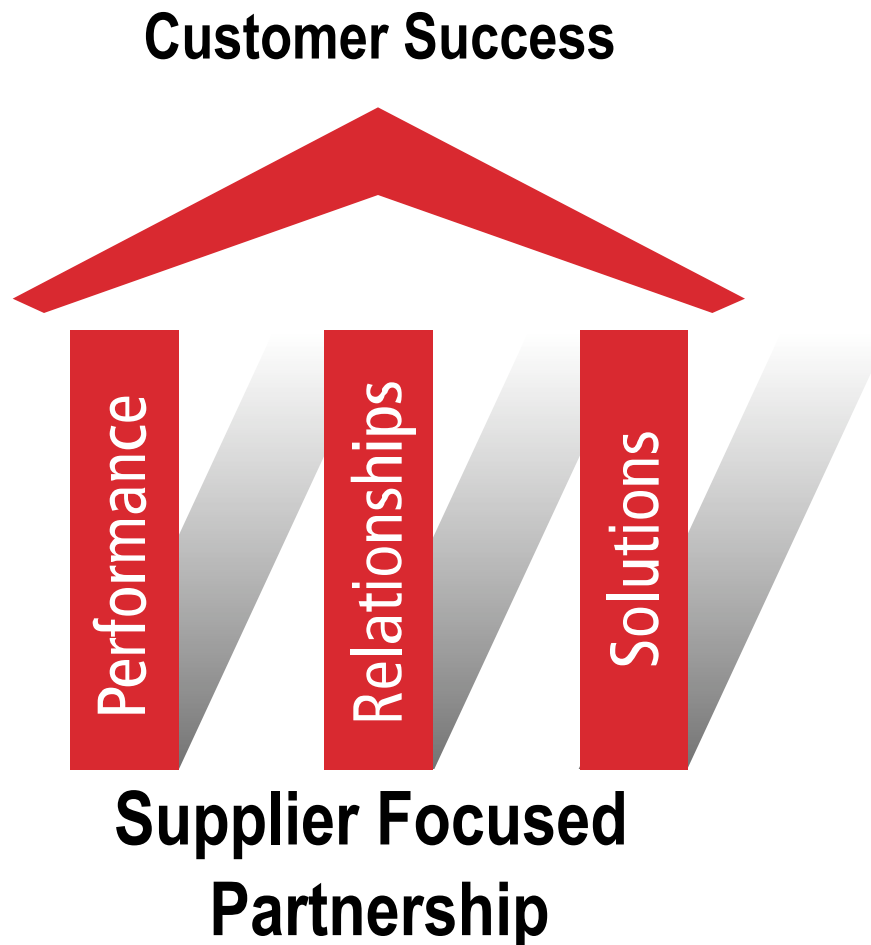 Customer Success
Performance
Relationships
Solutions
Supplier Focused
Partnership